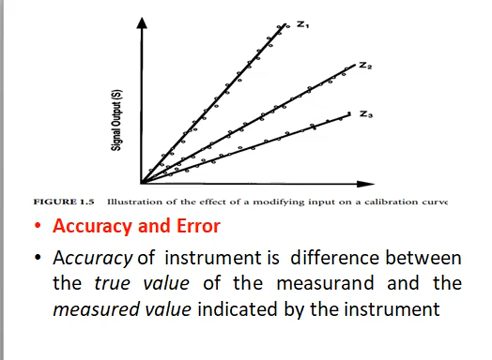 z1
z2
z3
Signal Output (S)
FIGURE 1.5 Illustration of the effect of a modifying input on a calibration curve
• Accuracy and Error
• Accuracy of instrument is difference between
the true value of the measurand and the
measured value indicated by the instrument